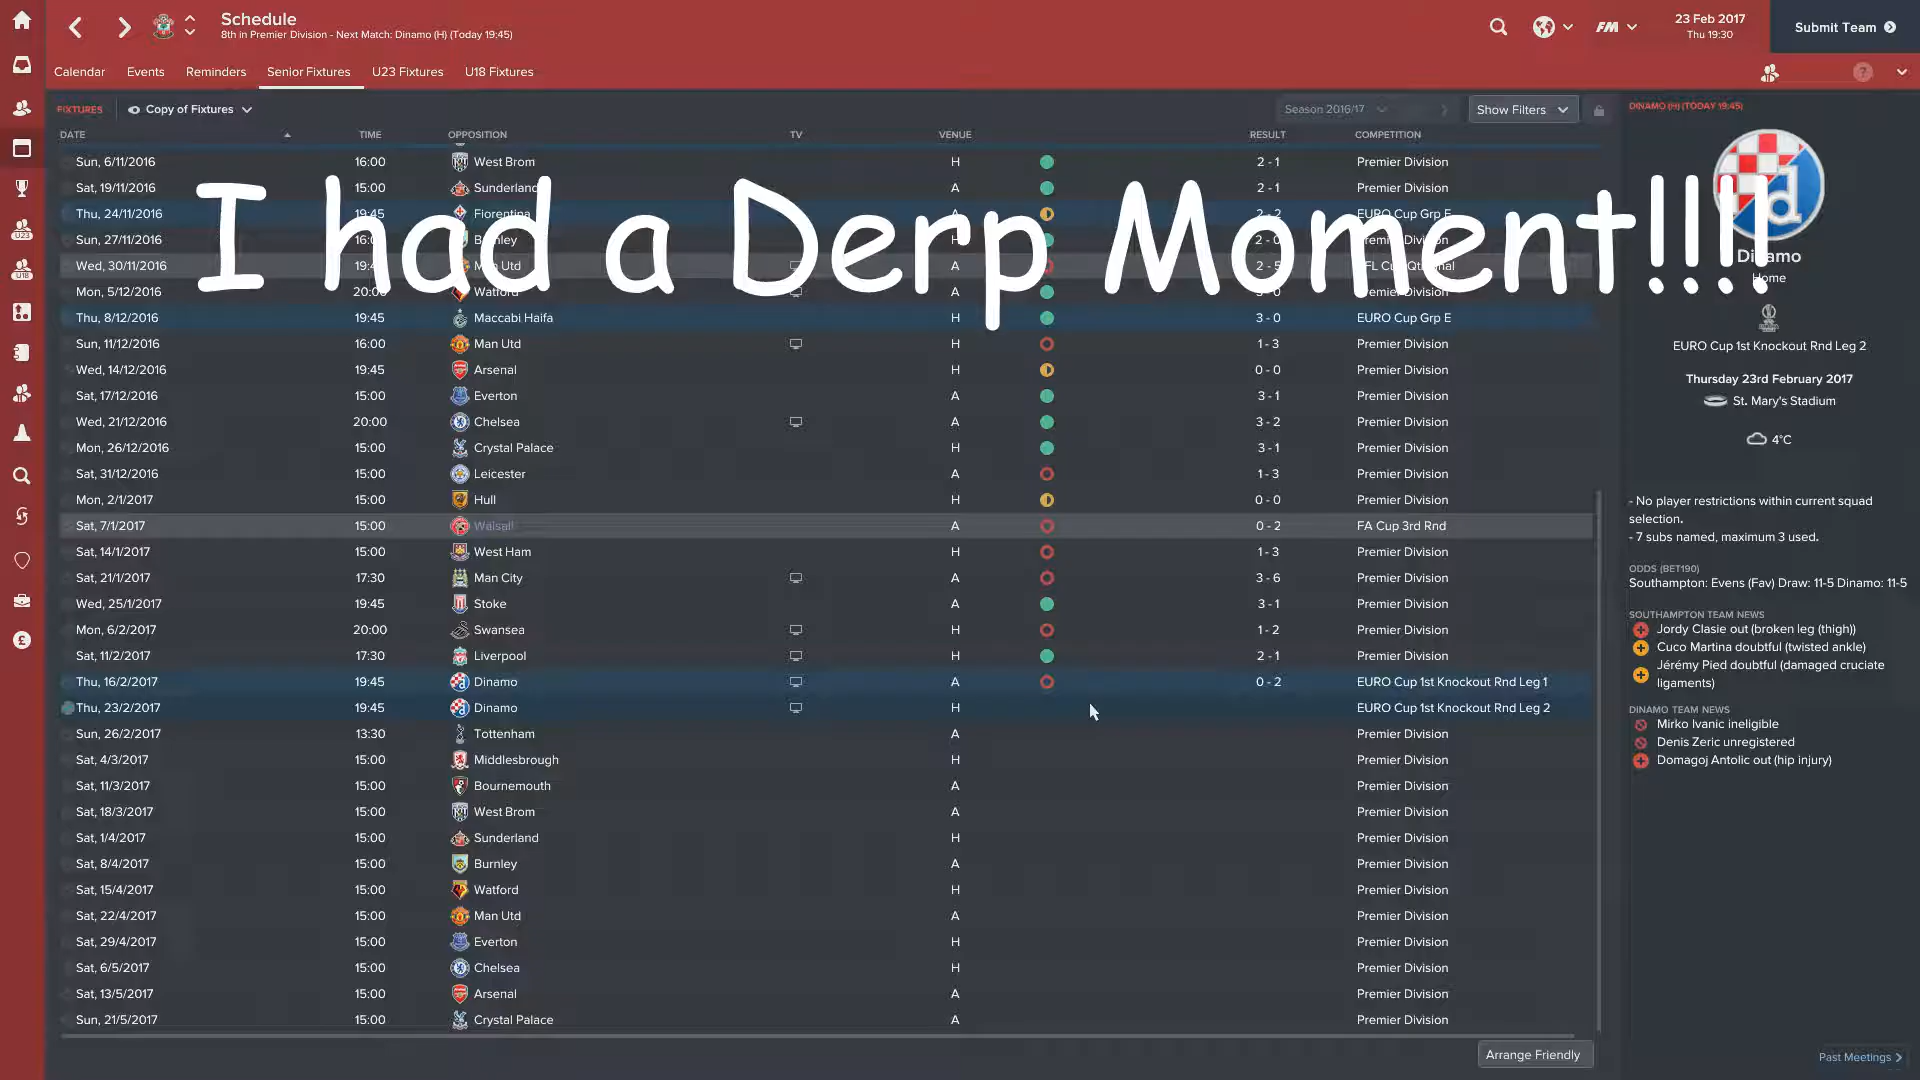 Schedule
8th in Premier Division - Next Match: Dinamo (H) (Today 19:45)
FM
23 Feb 2017
Thu 19:30
Submit Team
Calendar Events Reminders Senior Fixtures U23 Fixtures U18 Fixtures
FIXTURES Copy of Fixtures Season 2016/17 Show Filters
DATE TIME OPPOSITION TV VENUE RESULT COMPETITION
Sun, 6/11/2016 16:00 West Brom H 2 - 1 Premier Division
Sat, 19/11/2016 15:00 Sunderland A 2 - 1 Premier Division
I had a Derp Moment!!!!
Thu, 24/11/2016 19:45 Fiorentina 2 - 2 EURO Cup Grp E
Sun, 27/11/2016 Burnley
Wed, 30/11/2016 Man Utd A
Mon, 5/12/2016 20:00 Watford A Premier Division
Thu, 8/12/2016 19:45 Maccabi Haifa H 3 - 0 EURO Cup Grp E
Sun, 11/12/2016 16:00 Man Utd H 1 - 3 Premier Division
Wed, 14/12/2016 19:45 Arsenal H 0 - 0 Premier Division
Sat, 17/12/2016 15:00 Everton A 3 - 1 Premier Division
Wed, 21/12/2016 20:00 Chelsea A 3 - 2 Premier Division
Mon, 26/12/2016 15:00 Crystal Palace H 3 - 1 Premier Division
Sat, 31/12/2016 15:00 Leicester A 1 - 3 Premier Division
Mon, 2/1/2017 15:00 Hull H 0 - 0 Premier Division
Sat, 7/1/2017 15:00 Walsall A 0 - 2 FA Cup 3rd Rnd
Sat, 14/1/2017 15:00 West Ham H 1 - 3 Premier Division
Sat, 21/1/2017 17:30 Man City A 3 - 6 Premier Division
Wed, 25/1/2017 19:45 Stoke A 3 - 1 Premier Division
Mon, 6/2/2017 20:00 Swansea H 1 - 2 Premier Division
Sat, 11/2/2017 17:30 Liverpool H 2 - 1 Premier Division
Thu, 16/2/2017 19:45 Dinamo A 0 - 2 EURO Cup 1st Knockout Rnd Leg 1
Thu, 23/2/2017 19:45 Dinamo H EURO Cup 1st Knockout Rnd Leg 2
Sun, 26/2/2017 13:30 Tottenham A Premier Division
Sat, 4/3/2017 15:00 Middlesbrough H Premier Division
Sat, 11/3/2017 15:00 Bournemouth A Premier Division
Sat, 18/3/2017 15:00 West Brom A Premier Division
Sat, 1/4/2017 15:00 Sunderland H Premier Division
Sat, 8/4/2017 15:00 Burnley A Premier Division
Sat, 15/4/2017 15:00 Watford H Premier Division
Sat, 22/4/2017 15:00 Man Utd A Premier Division
Sat, 29/4/2017 15:00 Everton H Premier Division
Sat, 6/5/2017 15:00 Chelsea H Premier Division
Sat, 13/5/2017 15:00 Arsenal A Premier Division
Sun, 21/5/2017 15:00 Crystal Palace A Premier Division
Arrange Friendly
DINAMO (H) (TODAY 19:45)
Dinamo
Home
EURO Cup 1st Knockout Rnd Leg 2
Thursday 23rd February 2017
St. Mary's Stadium
4°C
- No player restrictions within current squad
selection.
- 7 subs named, maximum 3 used.
ODDS (BET190)
Southampton: Evens (Fav) Draw: 11-5 Dinamo: 11-5
SOUTHAMPTON TEAM NEWS
Jordy Clasie out (broken leg (thigh))
Cuco Martina doubtful (twisted ankle)
Jérémy Pied doubtful (damaged cruciate
ligaments)
DINAMO TEAM NEWS
Mirko Ivanic ineligible
Denis Zeric unregistered
Domagoj Antolic out (hip injury)
Past Meetings